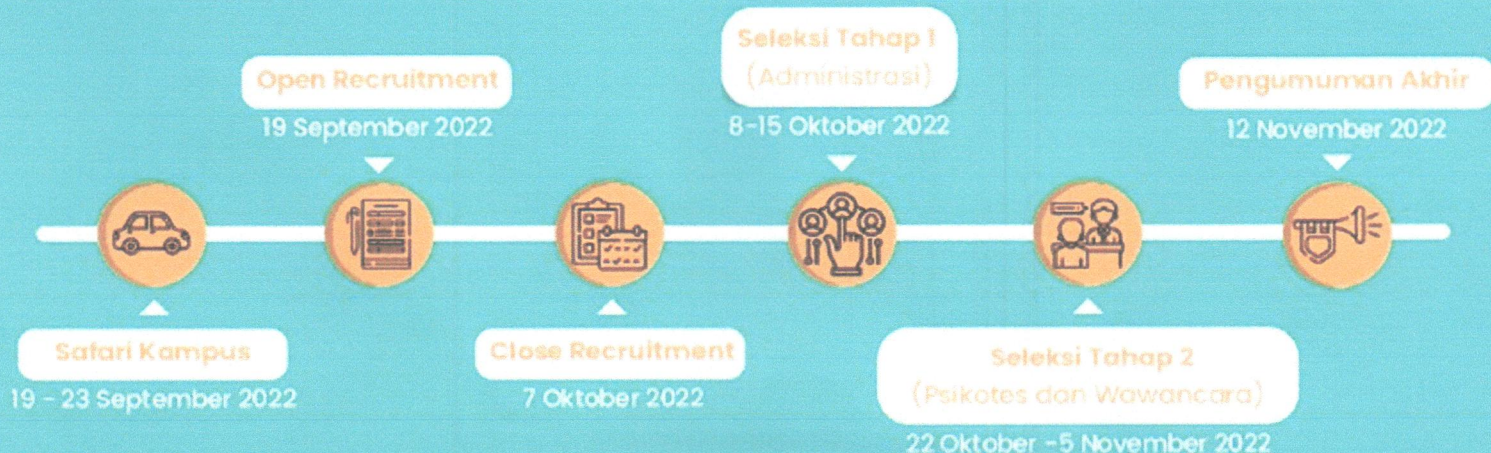 Safari Kampus
19 - 23 September 2022
Open Recruitment
19 September 2022
Close Recruitment
7 Oktober 2022
Seleksi Tahap 1
(Administrasi)
8-15 Oktober 2022
Seleksi Tahap 2
(Psikotes dan Wawancara)
22 Oktober -5 November 2022
Pengumuman Akhir
12 November 2022